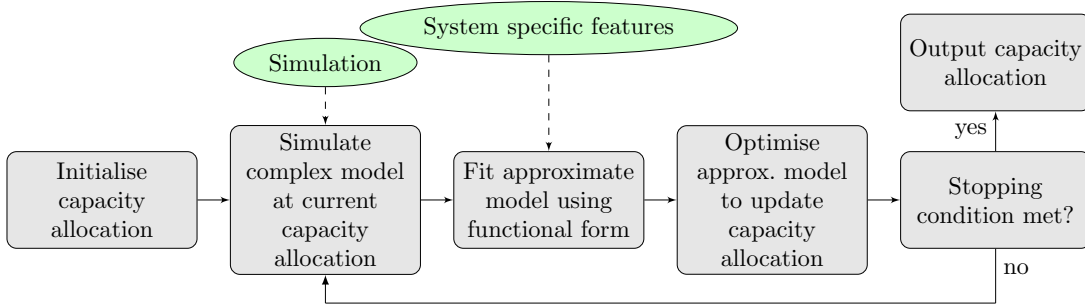 System specific features
Simulation
Output capacity
allocation
yes
Initialise
capacity
allocation
Simulate
complex model
at current
capacity
allocation
Fit approximate
model using
functional form
Optimise
approx. model
to update
capacity
allocation
Stopping
condition met?
no